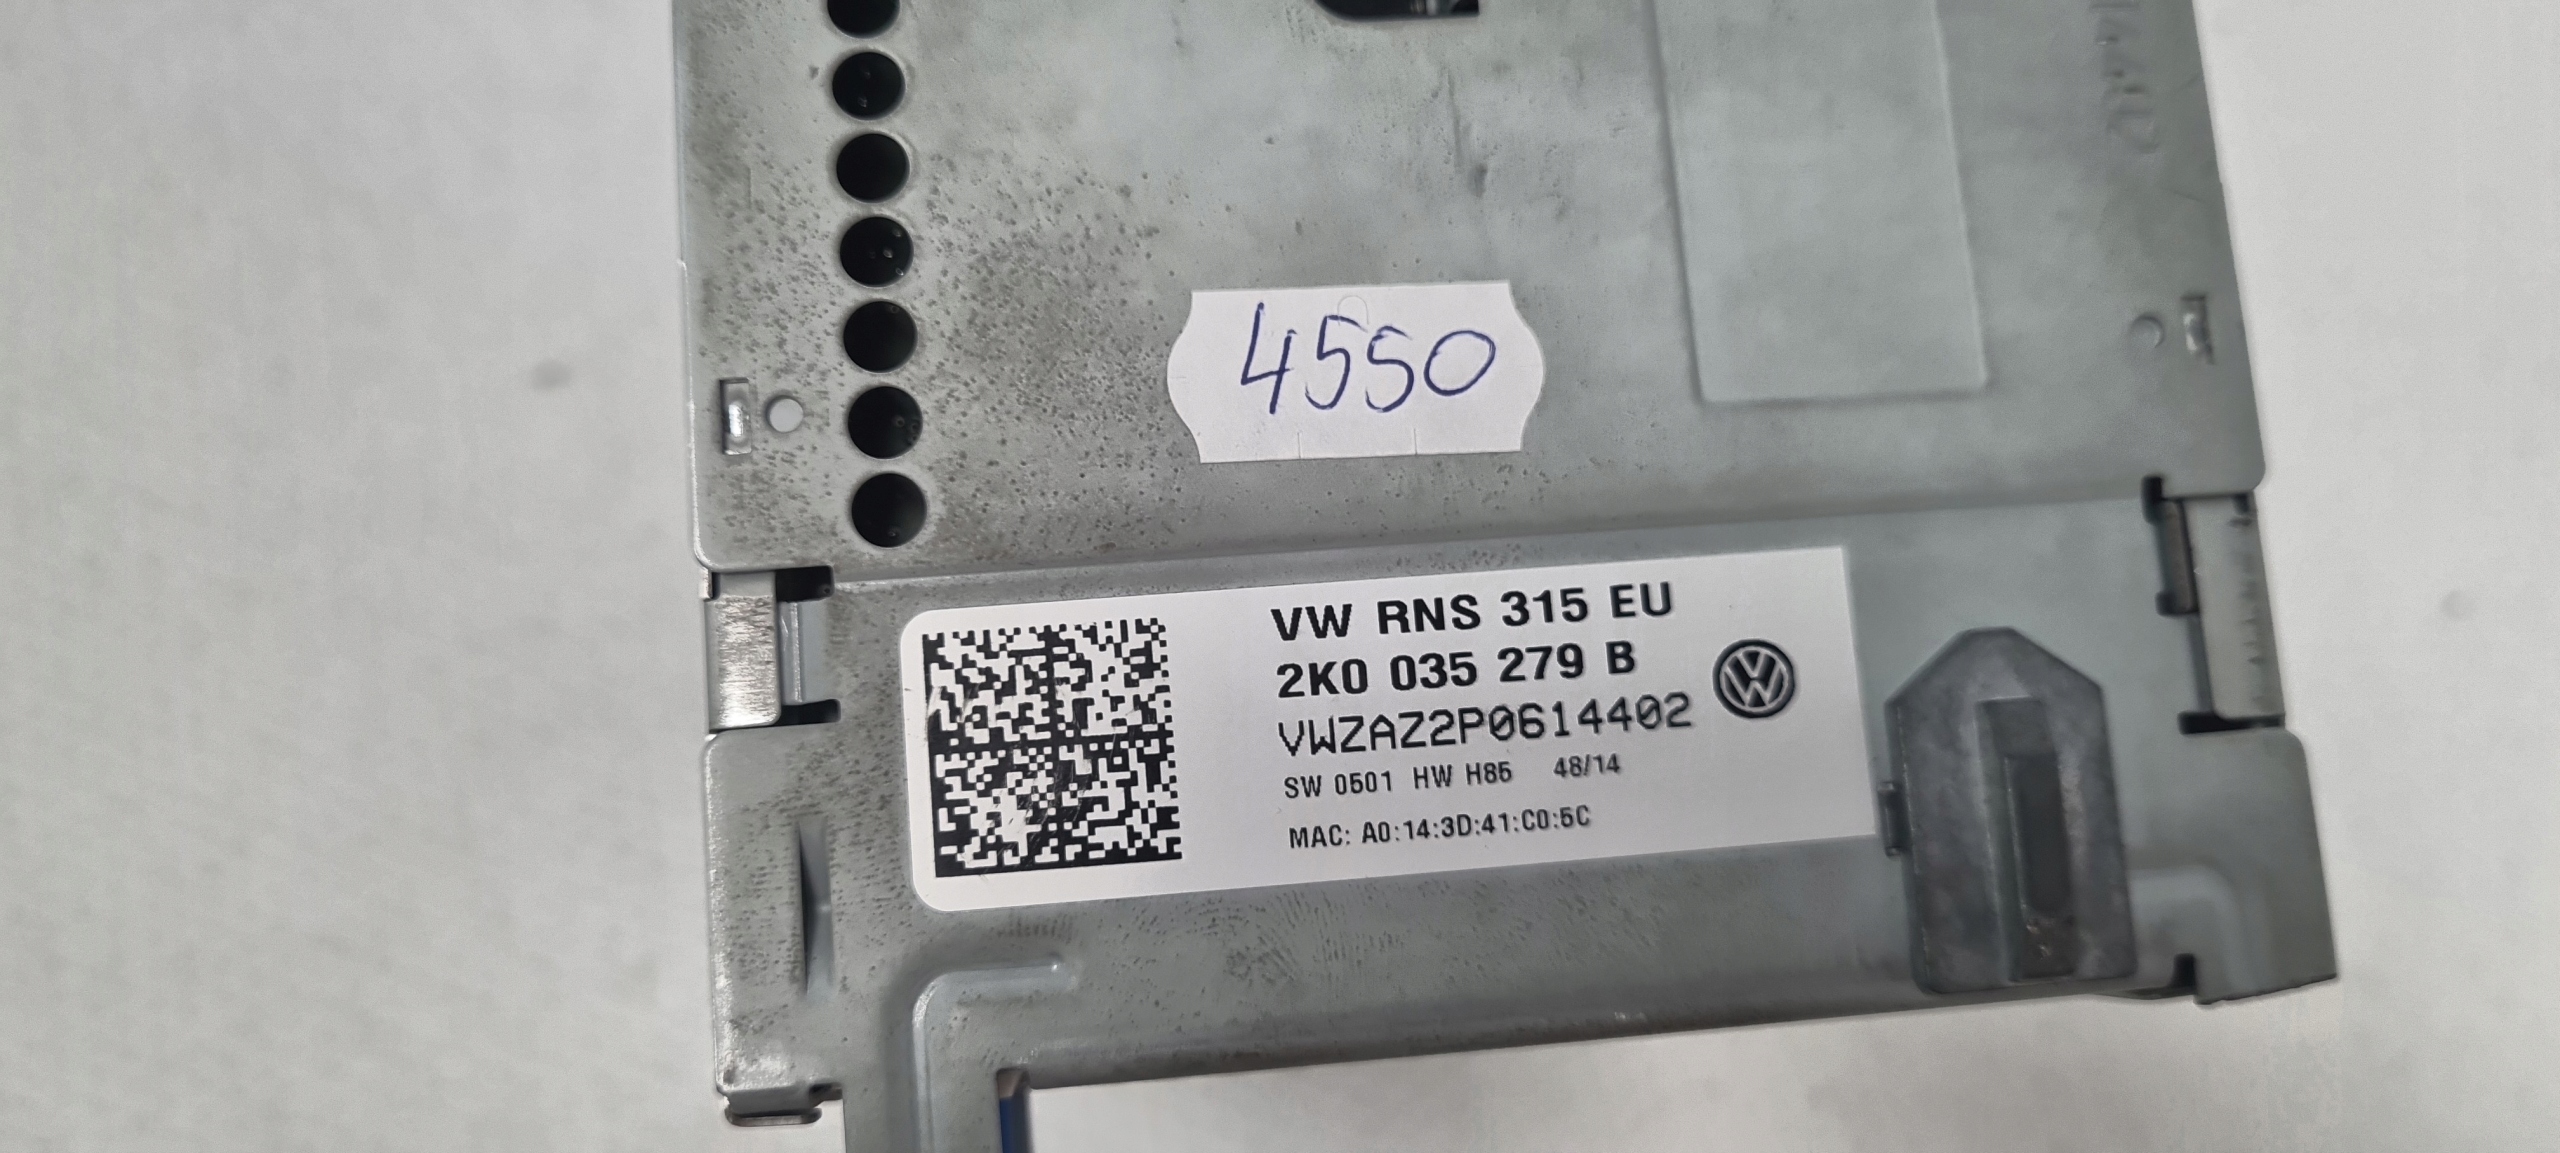 4550
VW RNS 315 EU
2K0 035 279 B
VWZAZ2P0614402
SW 0501 HW H85 48/14
MAC: A0:14:3D:41:C0:5C